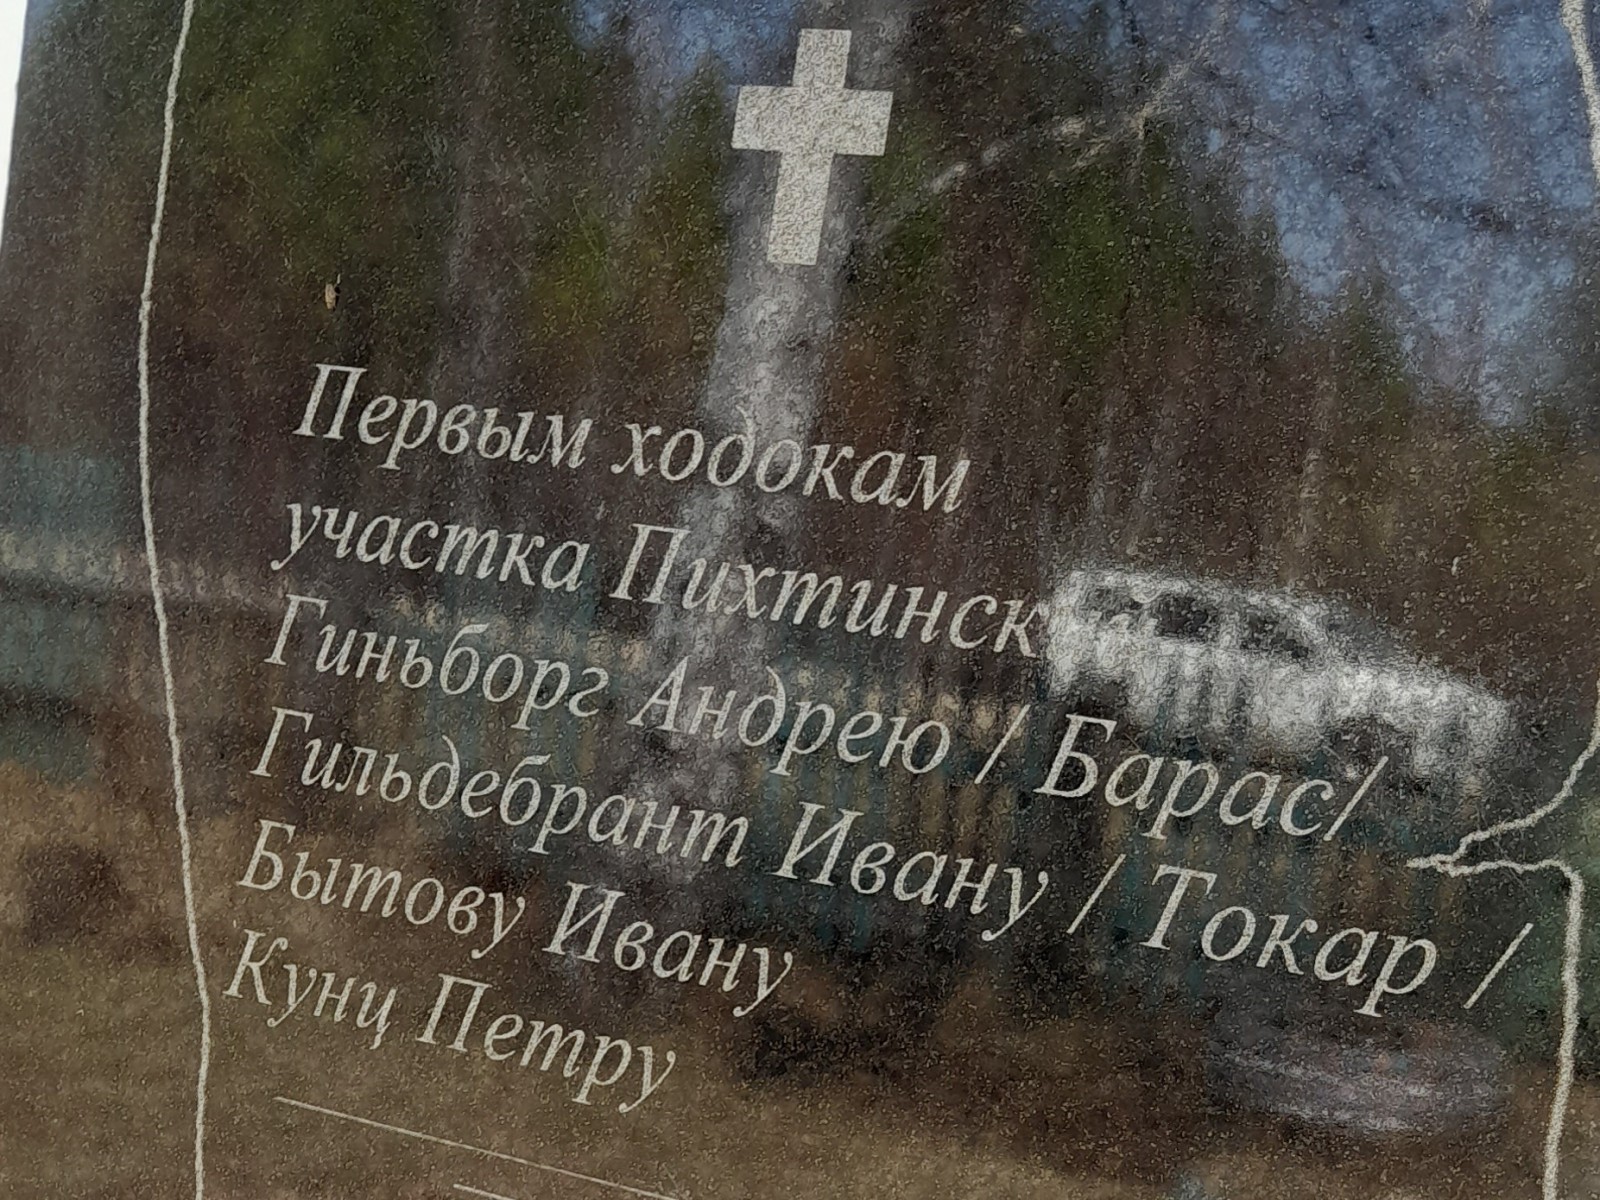 Первым ходокам
участка Пихтинск
Гиньборг Андрею / Барас/
Гильдебрант Ивану / Токар /
Бытову Ивану
Кунц Петру